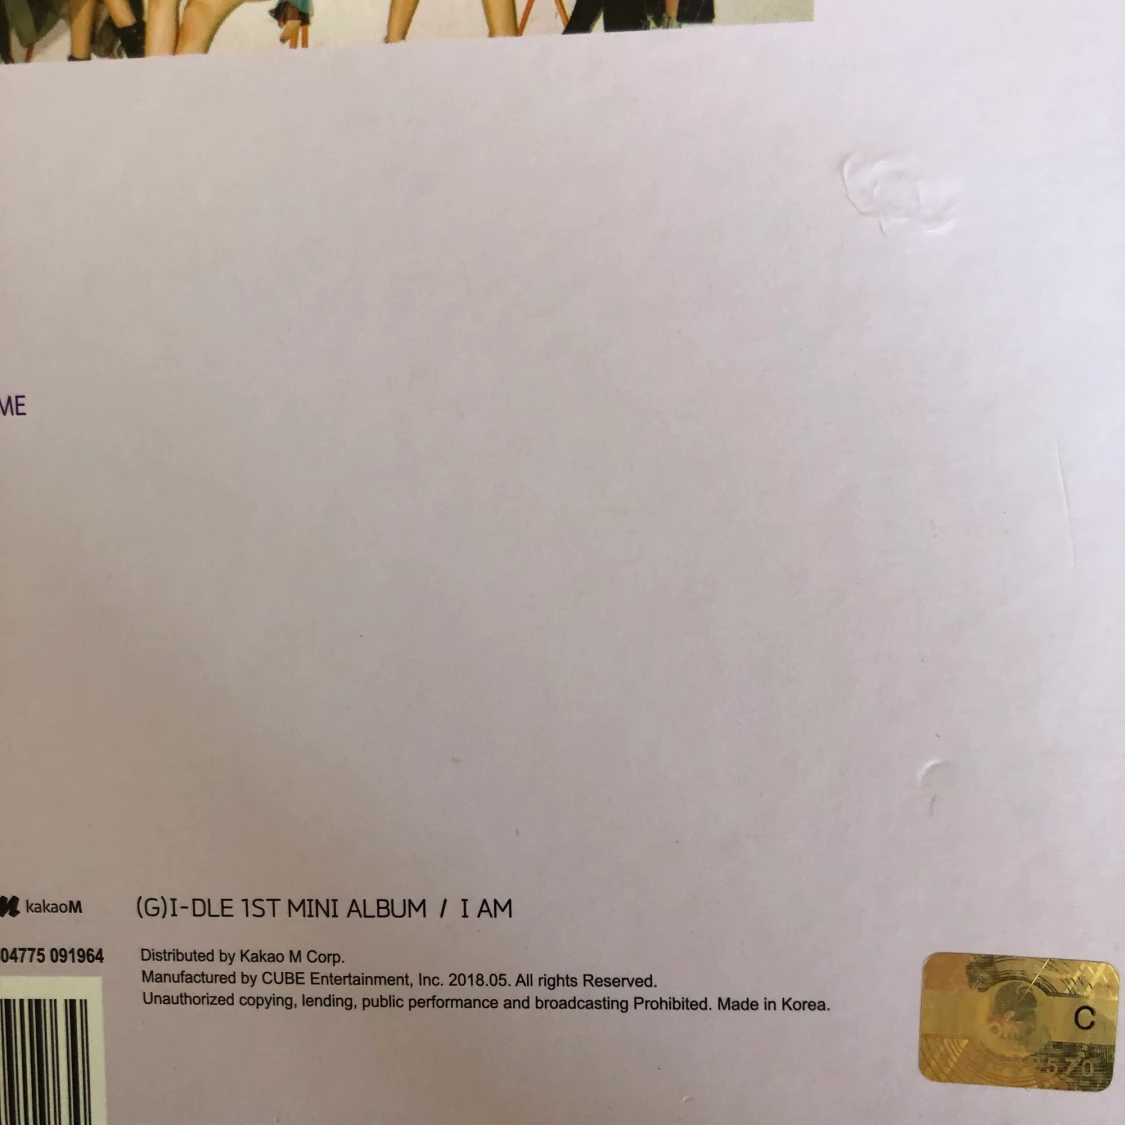 ME
kakaoM
(G)I-DLE 1ST MINI ALBUM / I AM
04775 091964
Distributed by Kakao M Corp.
Manufactured by CUBE Entertainment, Inc. 2018.05. All rights Reserved.
Unauthorized copying, lending, public performance and broadcasting Prohibited. Made in Korea.
C